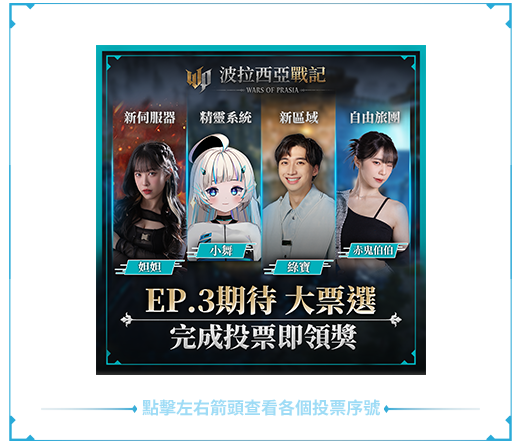 波拉西亞戰記
WARS OF PRASIA
新伺服器
精靈系統
新區域
自由旅團
妲妲
小舞
綠寶
赤鬼伯伯
EP.3期待 大票選
完成投票即領獎
點擊左右箭頭查看各個投票序號